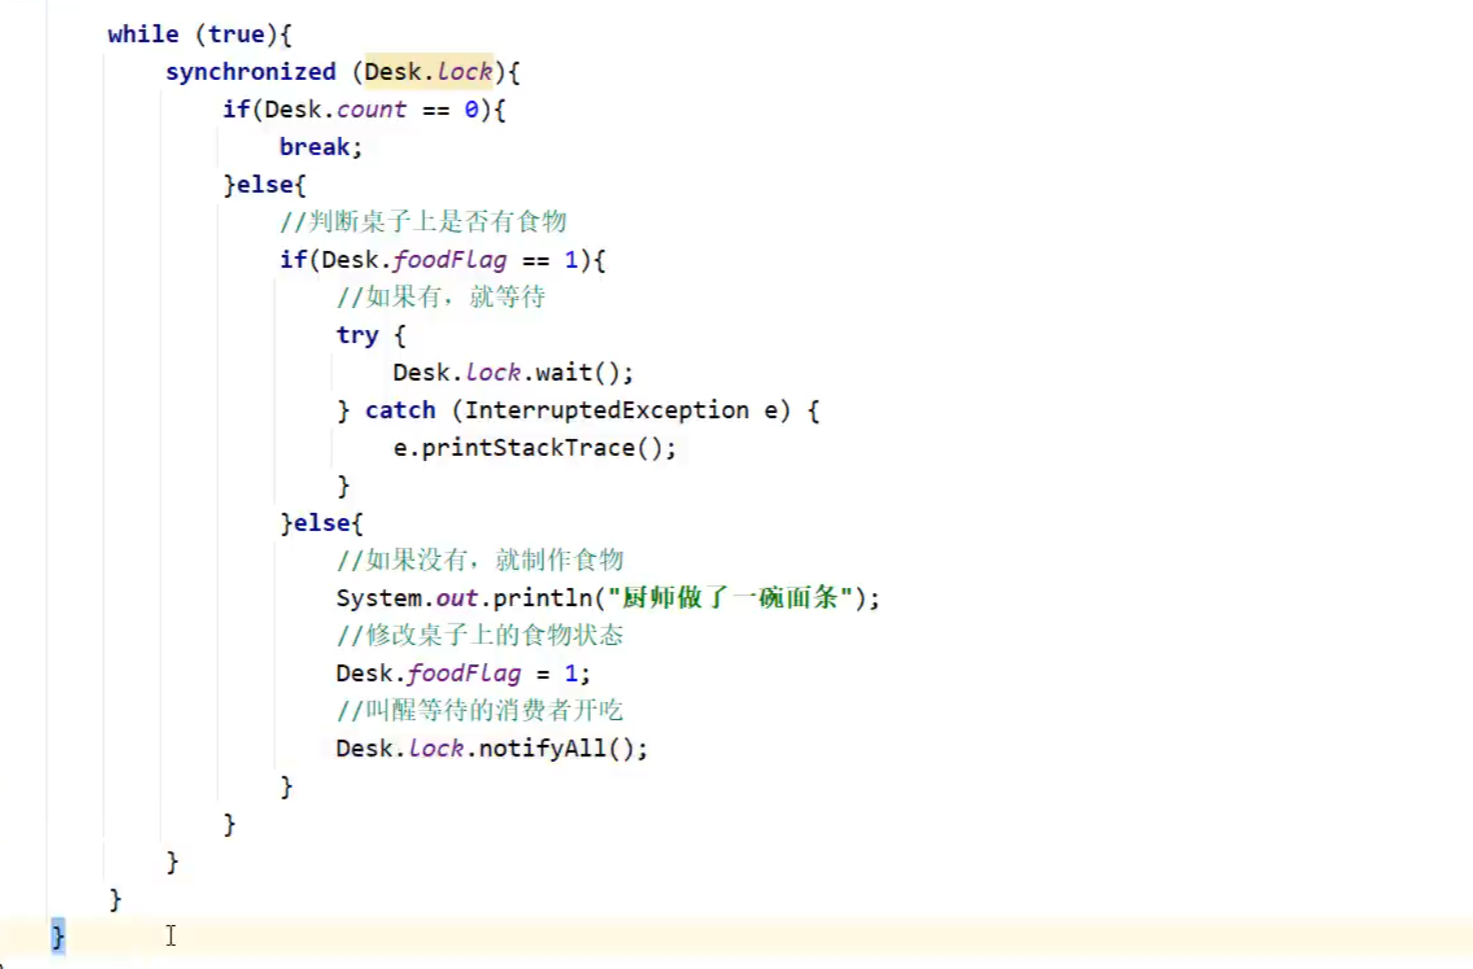 while (true){
synchronized (Desk.lock){
if(Desk.count == 0){
break;
}else{
//判断桌子上是否有食物
if(Desk.foodFlag == 1){
//如果有，就等待
try {
Desk.lock.wait();
} catch (InterruptedException e) {
e.printStackTrace();
}
}else{
//如果没有，就制作食物
System.out.println("厨师做了一碗面条");
//修改桌子上的食物状态
Desk.foodFlag = 1;
//叫醒等待的消费者开吃
Desk.lock.notifyAll();
}
}
}
}
}